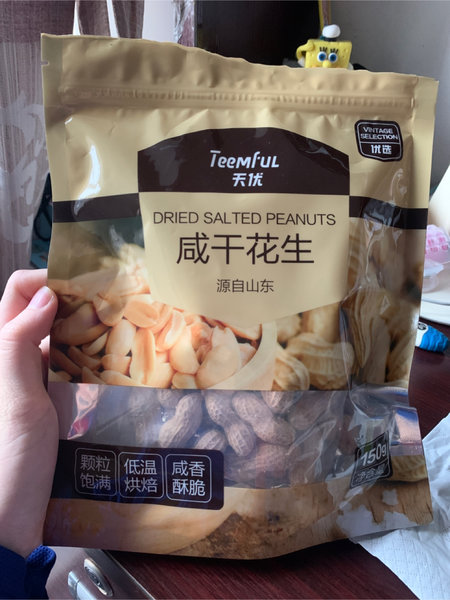 TeemFuL
天优
VINTAGE
SELECTION
优选
DRIED SALTED PEANUTS
咸干花生
源自山东
颗粒
饱满
低温
烘焙
咸香
酥脆
150g